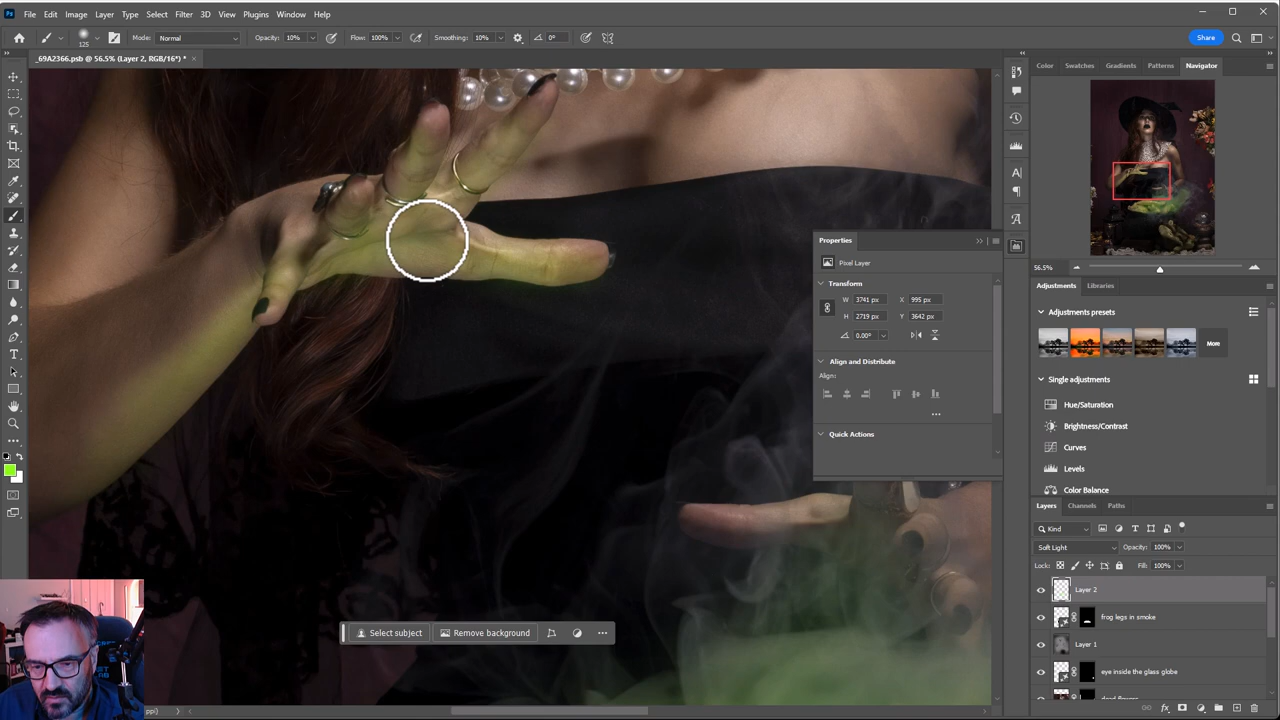 Ps File Edit Image Layer Type Select Filter 3D View Plugins Window Help
125 Mode: Normal Opacity: 10% Flow: 100% Smoothing: 10% 0° Share
_69A2366.psb @ 56.5% (Layer 2, RGB/16*) * ×
Color Swatches Gradients Patterns Navigator
Properties
Pixel Layer
Transform
W 3741 px X 995 px
H 2719 px Y 3642 px
0.00°
Align and Distribute
Align:
Quick Actions
56.5%
Adjustments Libraries
Adjustments presets
More
Single adjustments
Hue/Saturation
Brightness/Contrast
Curves
Levels
Color Balance
Layers Channels Paths
Kind
Soft Light Opacity: 100%
Lock: Fill: 100%
Layer 2
frog legs in smoke
Layer 1
eye inside the glass globe
dead flowers
Select subject Remove background
ppi)